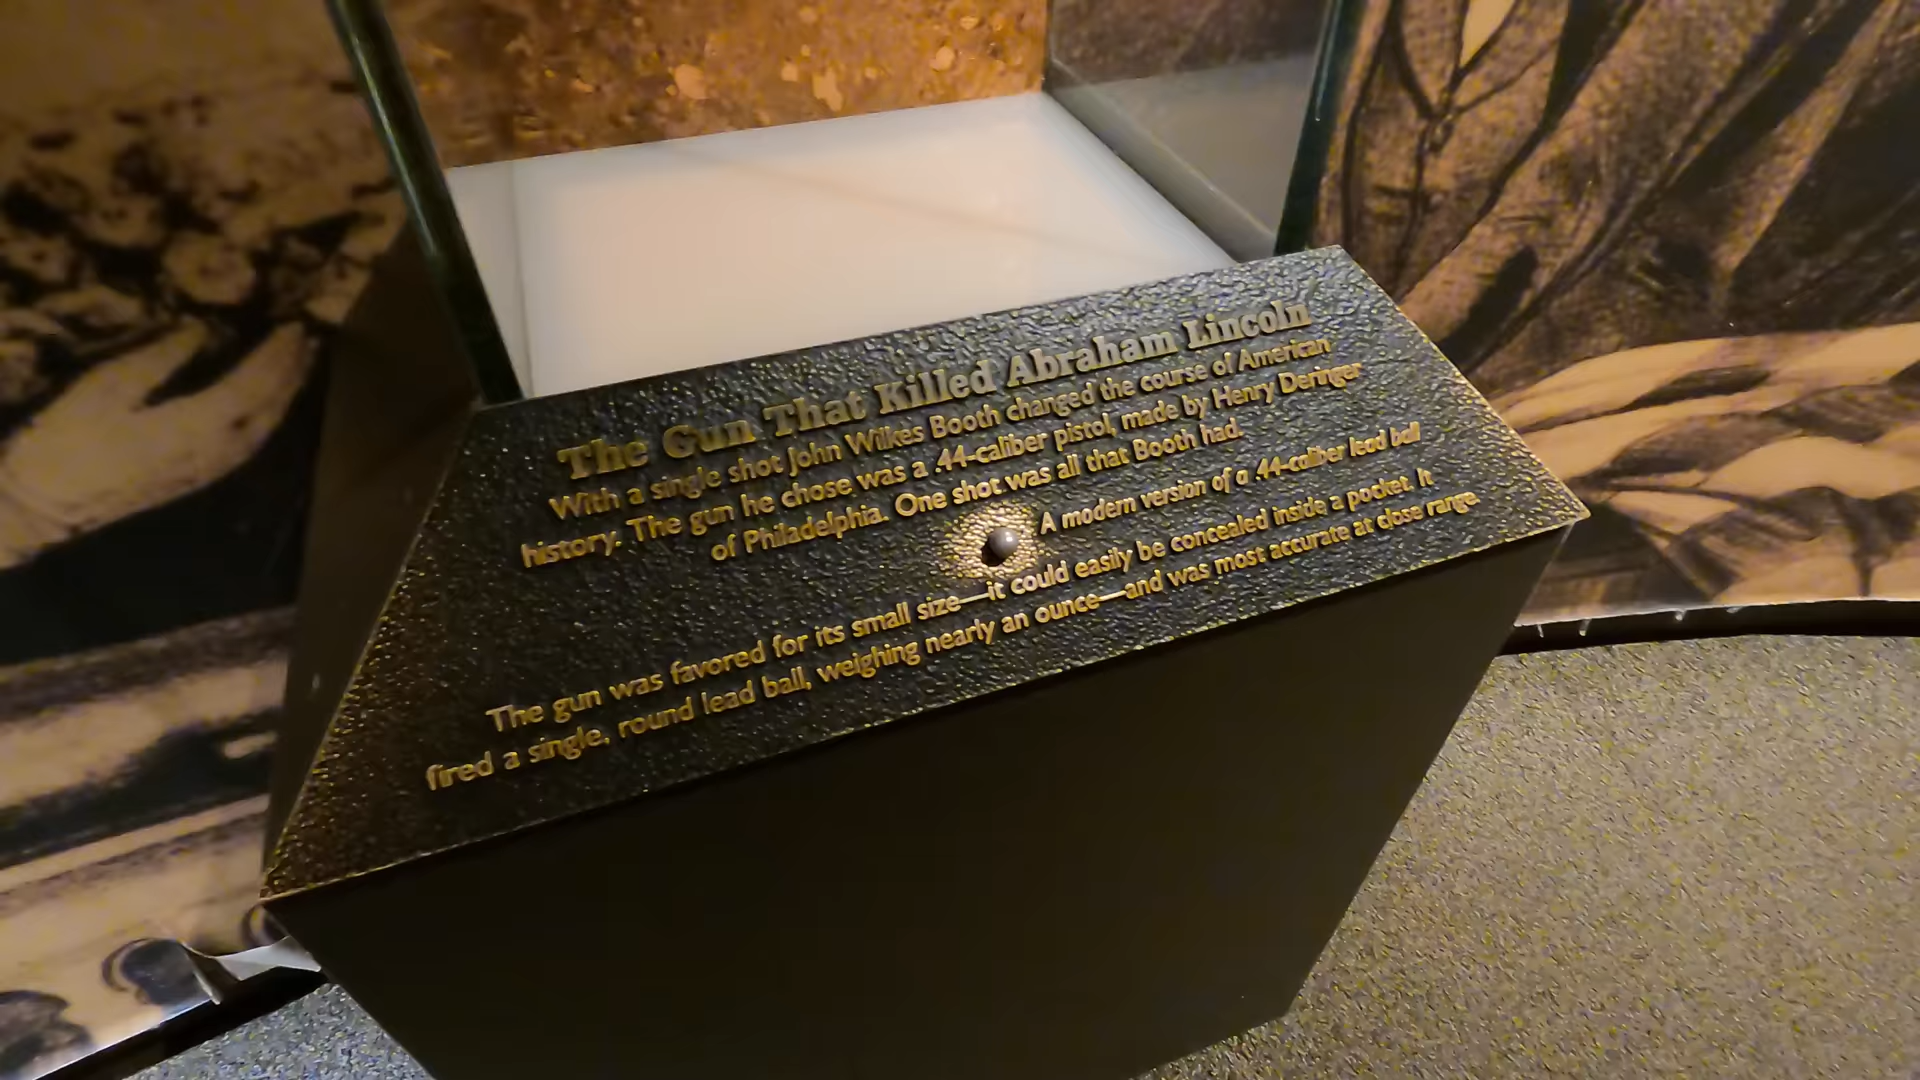 The Gun That Killed Abraham Lincoln
With a single shot John Wilkes Booth changed the course of American
history. The gun he chose was a .44-caliber pistol, made by Henry Deringer
of Philadelphia. One shot was all that Booth had.
A modern version of a .44-caliber lead ball
The gun was favored for its small size—it could easily be concealed inside a pocket. It
fired a single, round lead ball, weighing nearly an ounce—and was most accurate at close range.